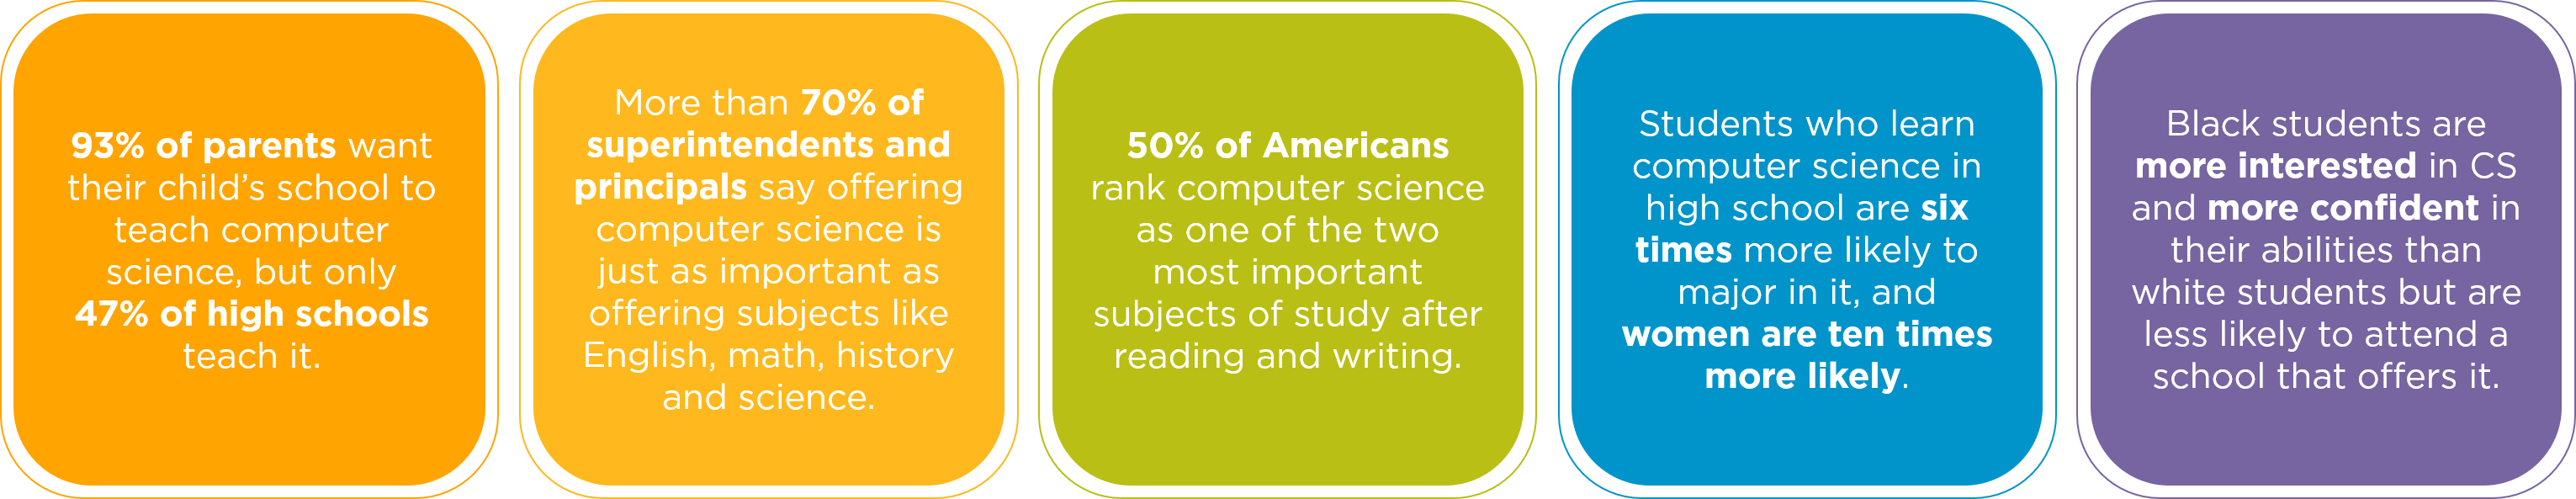 93% of parents want
their child’s school to
teach computer
science, but only
47% of high schools
teach it.
More than 70% of
superintendents and
principals say offering
computer science is
just as important as
offering subjects like
English, math, history
and science.
50% of Americans
rank computer science
as one of the two
most important
subjects of study after
reading and writing.
Students who learn
computer science in
high school are six
times more likely to
major in it, and
women are ten times
more likely.
Black students are
more interested in CS
and more confident in
their abilities than
white students but are
less likely to attend a
school that offers it.